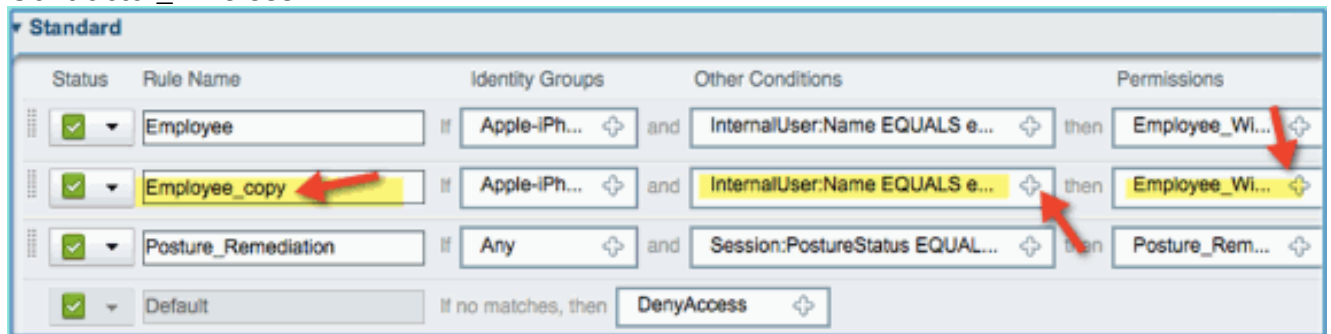 Standard
Status Rule Name Identity Groups Other Conditions Permissions
Employee If Apple-iPh... and InternalUser:Name EQUALS e... then Employee_Wi...
Employee_copy If Apple-iPh... and InternalUser:Name EQUALS e... then Employee_Wi...
Posture_Remediation If Any and Session:PostureStatus EQUAL... then Posture_Rem...
Default If no matches, then DenyAccess